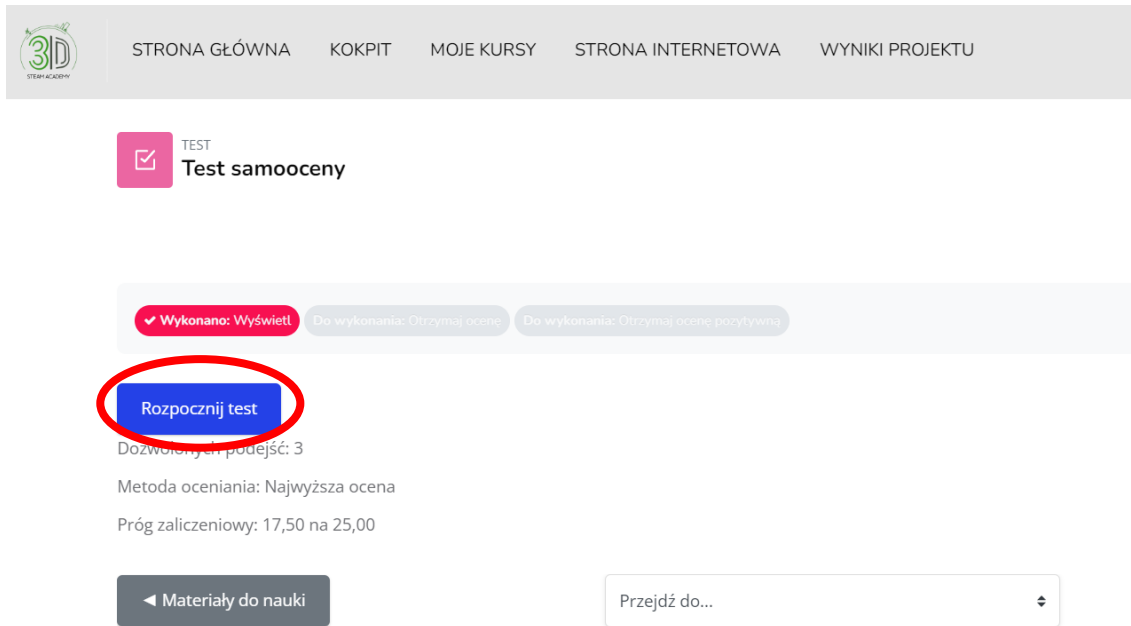 3D
STEAM ACADEMY
STRONA GŁÓWNA KOKPIT MOJE KURSY STRONA INTERNETOWA WYNIKI PROJEKTU
TEST
Test samooceny
✔ Wykonano: Wyświetl Do wykonania: Otrzymaj ocenę Do wykonania: Otrzymaj ocenę pozytywną
Rozpocznij test
Dozwolonych podejść: 3
Metoda oceniania: Najwyższa ocena
Próg zaliczeniowy: 17,50 na 25,00
◄ Materiały do nauki Przejdź do...